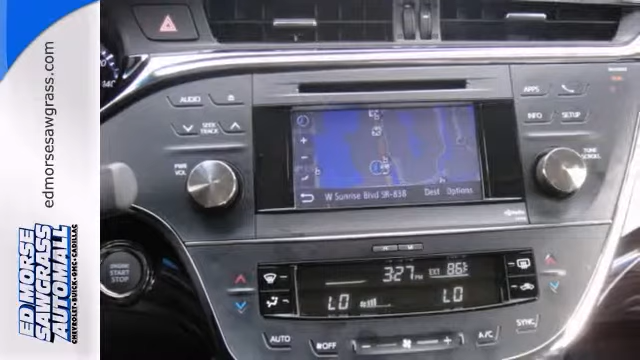 edmorsesawgrass.com
ED MORSE
SAWGRASS
AUTOMALL
CHEVROLET•BUICK•GMC•CADILLAC
AUDIO
SEEK
TRACK
PWR
VOL
W Sunrise Blvd SR-838
Dest
Options
APPS
INFO
SETUP
TUNE
SCROLL
ENGINE
START
STOP
3:27 PM
EXT 86°F
LO
LO
AUTO
OFF
A/C
SYNC